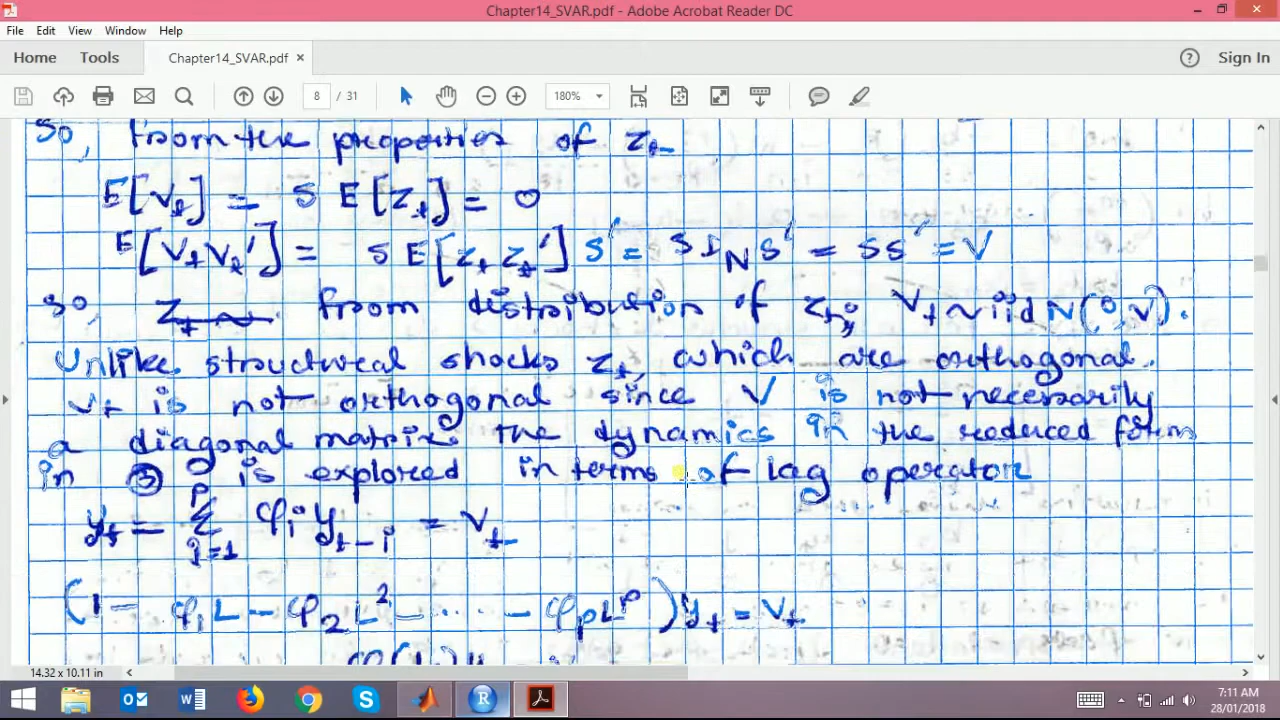 Chapter14_SVAR.pdf - Adobe Acrobat Reader DC
File Edit View Window Help
Home Tools Chapter14_SVAR.pdf × Sign In
8 / 31 180%
So, from the properties of z_t
E[V_t] = S E[z_t] = 0
E[V_t V_t'] = S E[z_t z_t'] S' = S I_N S' = SS' = V
so, from distribution of z_t, V_t ~ iid N(0, V).
Unlike structural shocks z_t, which are orthogonal.
V_t is not orthogonal since V is not necessarily
a diagonal matrix. the dynamics in the reduced form
in ③ is explored in terms of lag operator
y_t - Σ_{i=1}^{p} φ_i y_{t-i} = V_t
(1 - φ_1 L - φ_2 L² - .... - φ_p L^p) y_t = V_t
14.32 x 10.11 in
7:11 AM
28/01/2018